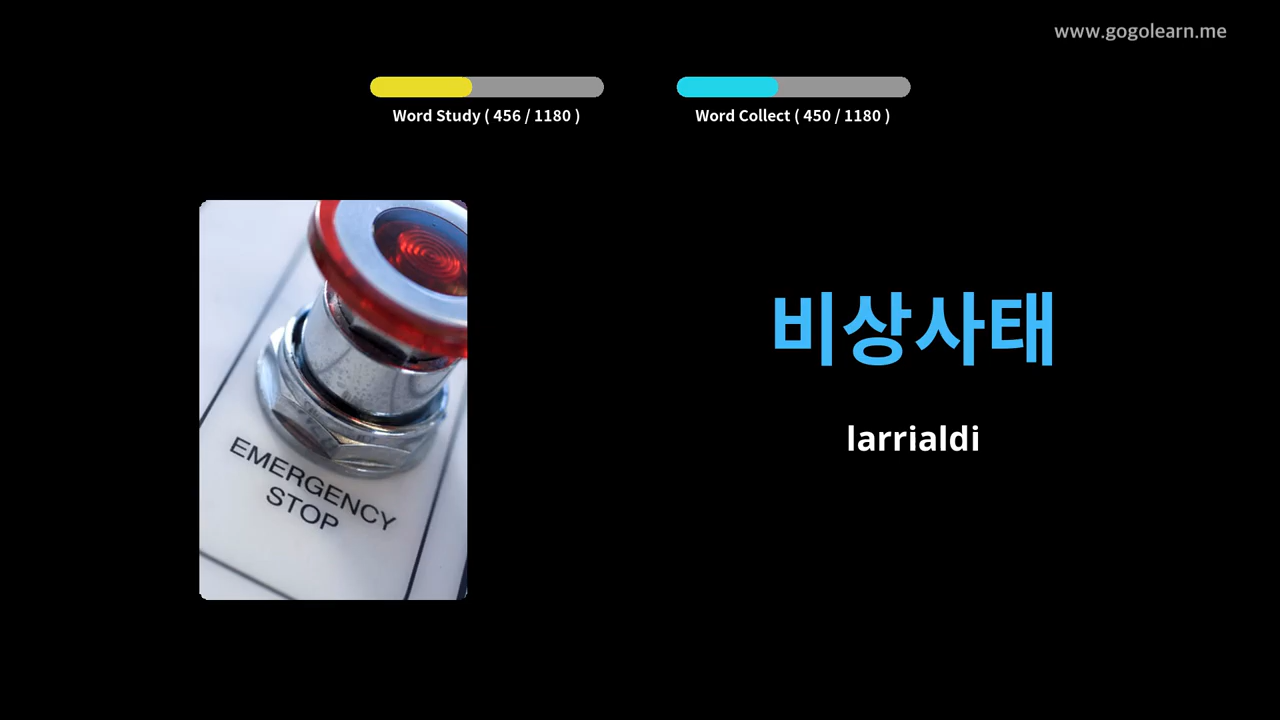 www.gogolearn.me
Word Study ( 456 / 1180 )
Word Collect ( 450 / 1180 )
EMERGENCY
STOP
비상사태
larrialdi